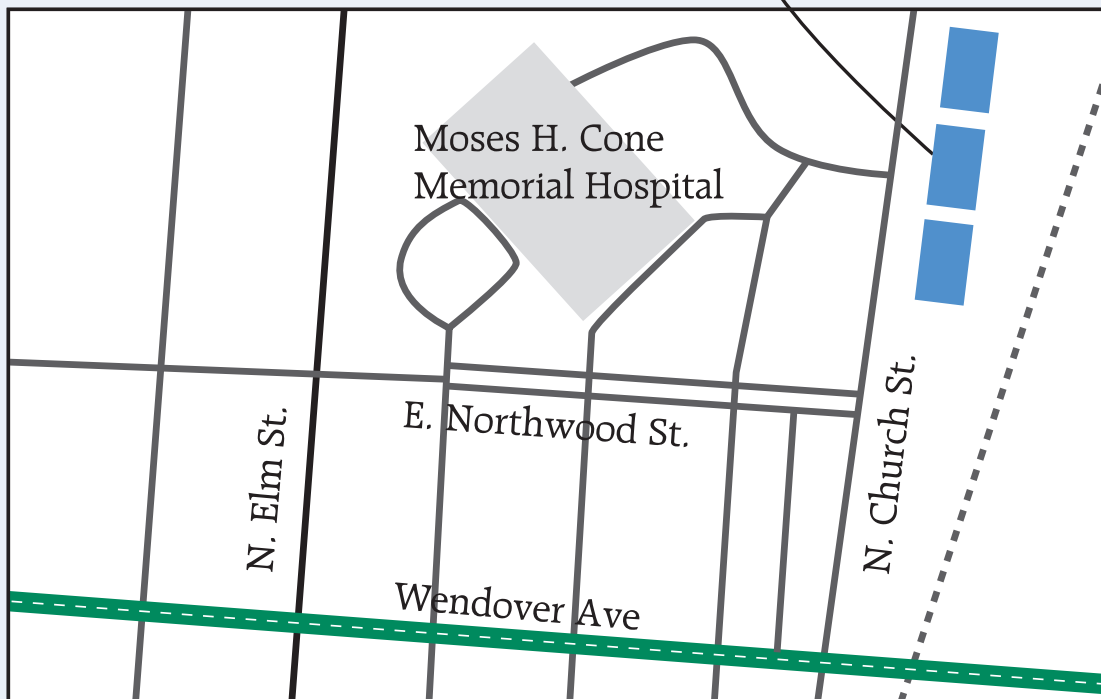 Moses H. Cone
Memorial Hospital
E. Northwood St.
N. Elm St.
N. Church St.
Wendover Ave